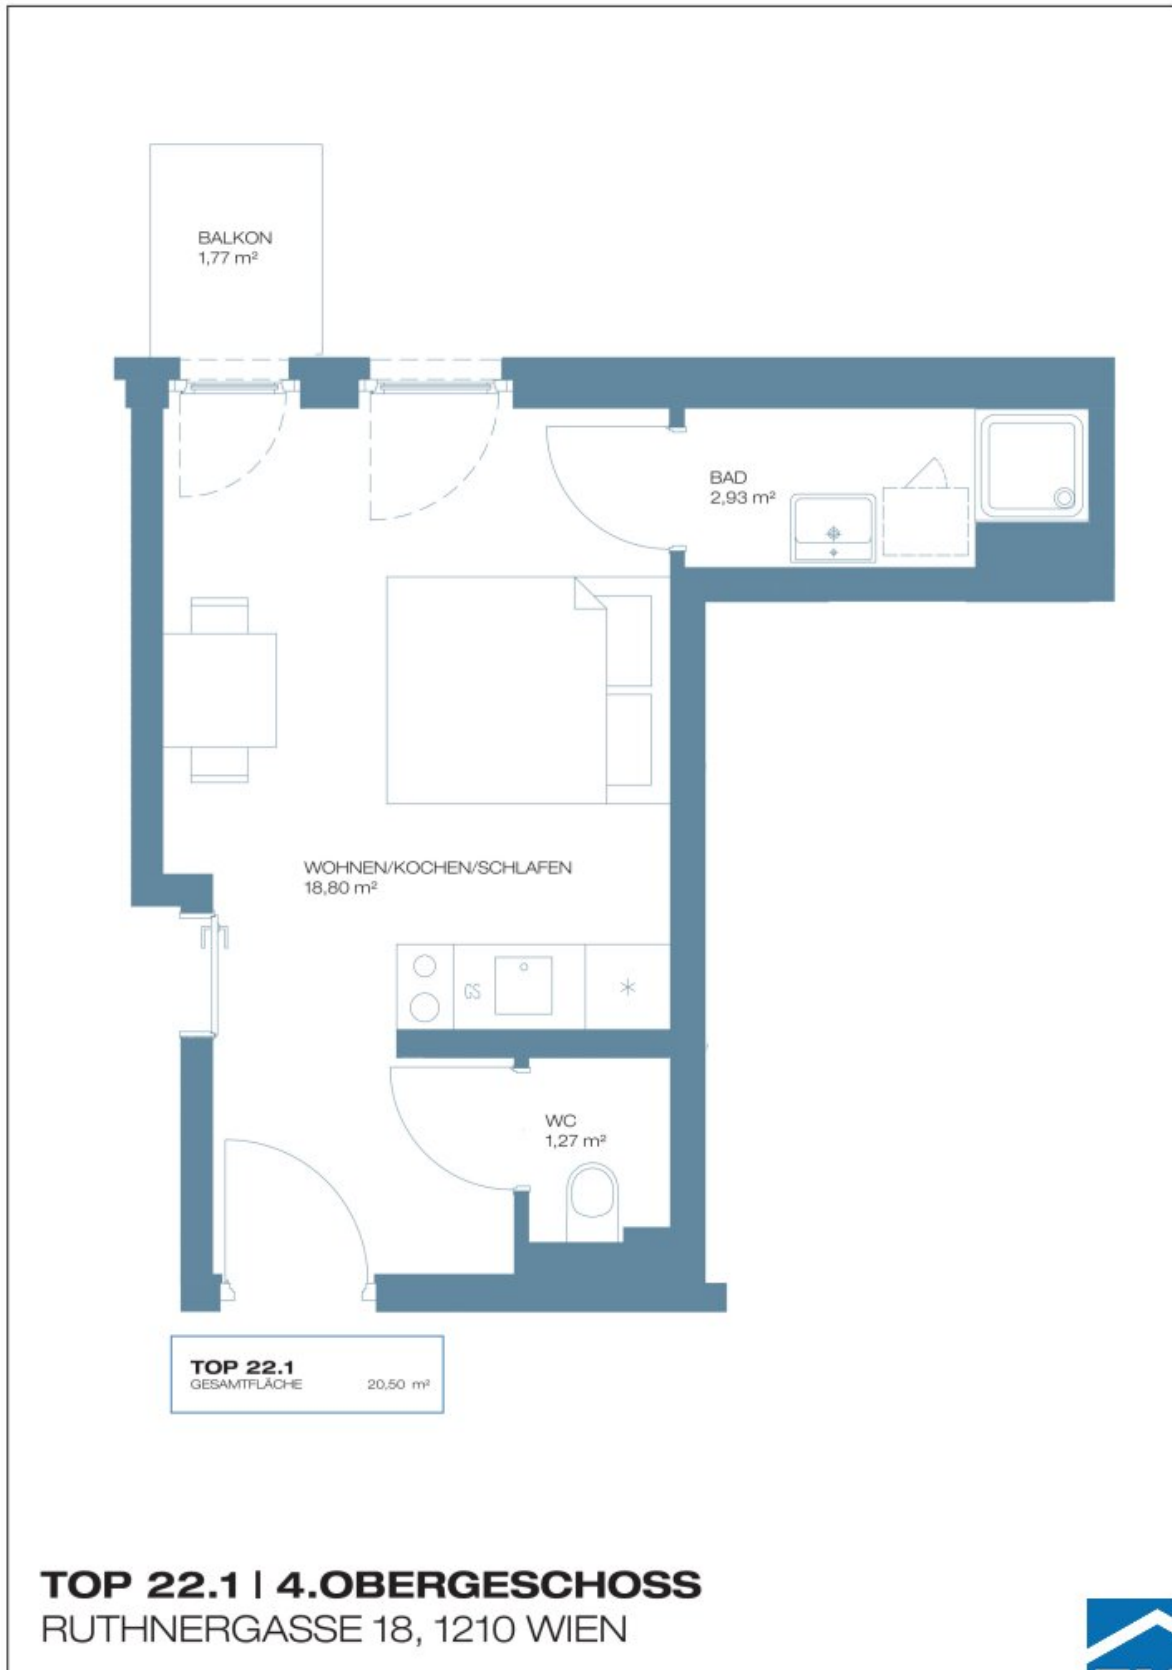 BALKON
1,77 m²
BAD
2,93 m²
WOHNEN/KOCHEN/SCHLAFEN
18,80 m²
GS
WC
1,27 m²
TOP 22.1
GESAMTFLÄCHE 20,50 m²
TOP 22.1 | 4.OBERGESCHOSS
RUTHNERGASSE 18, 1210 WIEN